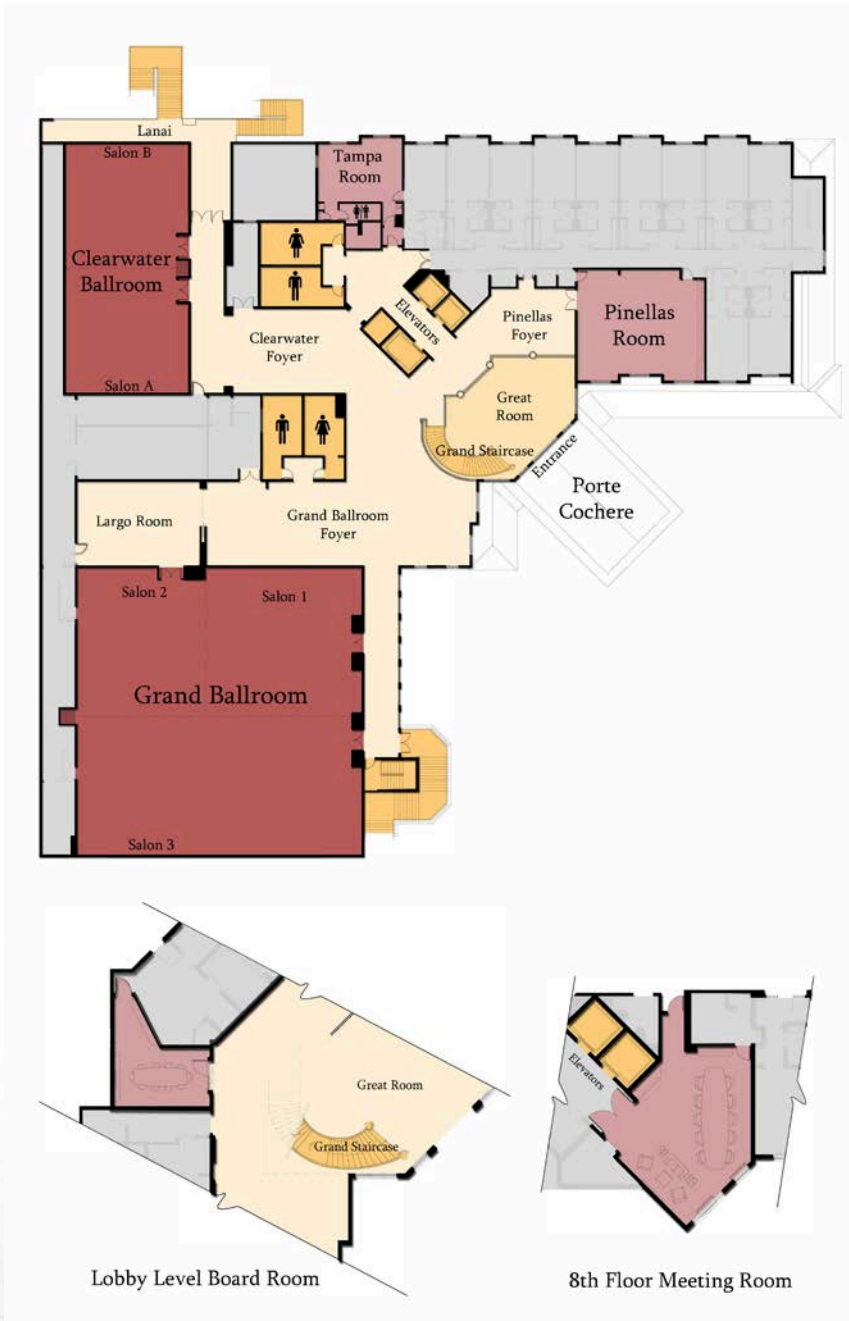 Lanai
Salon B
Clearwater
Ballroom
Salon A
Tampa
Room
Elevators
Clearwater
Foyer
Pinellas
Foyer
Pinellas
Room
Great
Room
Grand Staircase
Entrance
Porte
Cochere
Largo Room
Grand Ballroom
Foyer
Salon 2
Salon 1
Grand Ballroom
Salon 3
Great Room
Grand Staircase
Lobby Level Board Room
Elevators
8th Floor Meeting Room